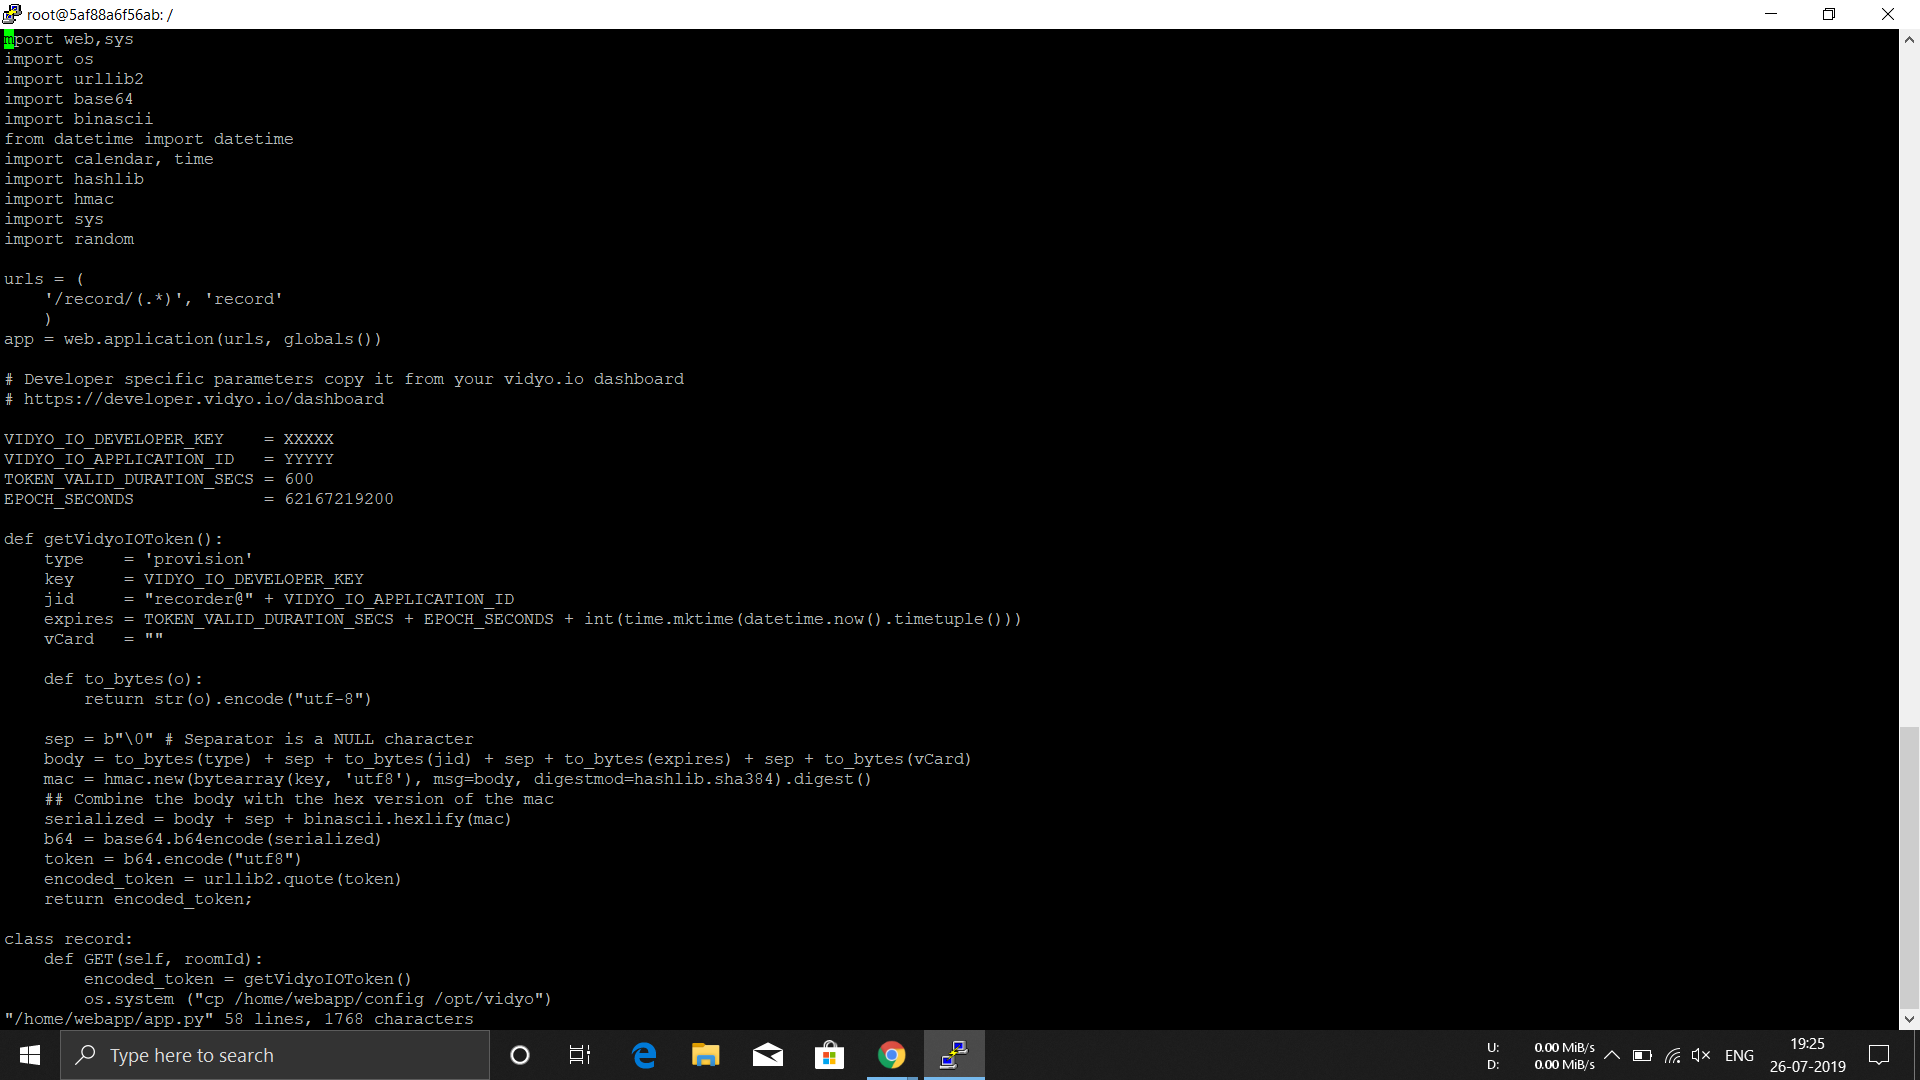 root@5af88a6f56ab: /
mport web,sys
import os
import urllib2
import base64
import binascii
from datetime import datetime
import calendar, time
import hashlib
import hmac
import sys
import random
urls = (
    '/record/(.*)', 'record'
    )
app = web.application(urls, globals())
# Developer specific parameters copy it from your vidyo.io dashboard
# https://developer.vidyo.io/dashboard
VIDYO_IO_DEVELOPER_KEY    = XXXXX
VIDYO_IO_APPLICATION_ID   = YYYYY
TOKEN_VALID_DURATION_SECS = 600
EPOCH_SECONDS             = 62167219200
def getVidyoIOToken():
    type    = 'provision'
    key     = VIDYO_IO_DEVELOPER_KEY
    jid     = "recorder@" + VIDYO_IO_APPLICATION_ID
    expires = TOKEN_VALID_DURATION_SECS + EPOCH_SECONDS + int(time.mktime(datetime.now().timetuple()))
    vCard   = ""
    def to_bytes(o):
        return str(o).encode("utf-8")
    sep = b"\0" # Separator is a NULL character
    body = to_bytes(type) + sep + to_bytes(jid) + sep + to_bytes(expires) + sep + to_bytes(vCard)
    mac = hmac.new(bytearray(key, 'utf8'), msg=body, digestmod=hashlib.sha384).digest()
    ## Combine the body with the hex version of the mac
    serialized = body + sep + binascii.hexlify(mac)
    b64 = base64.b64encode(serialized)
    token = b64.encode("utf8")
    encoded_token = urllib2.quote(token)
    return encoded_token;
class record:
    def GET(self, roomId):
        encoded_token = getVidyoIOToken()
        os.system ("cp /home/webapp/config /opt/vidyo")
"/home/webapp/app.py" 58 lines, 1768 characters
Type here to search
U: 0.00 MiB/s
D: 0.00 MiB/s
ENG
19:25
26-07-2019